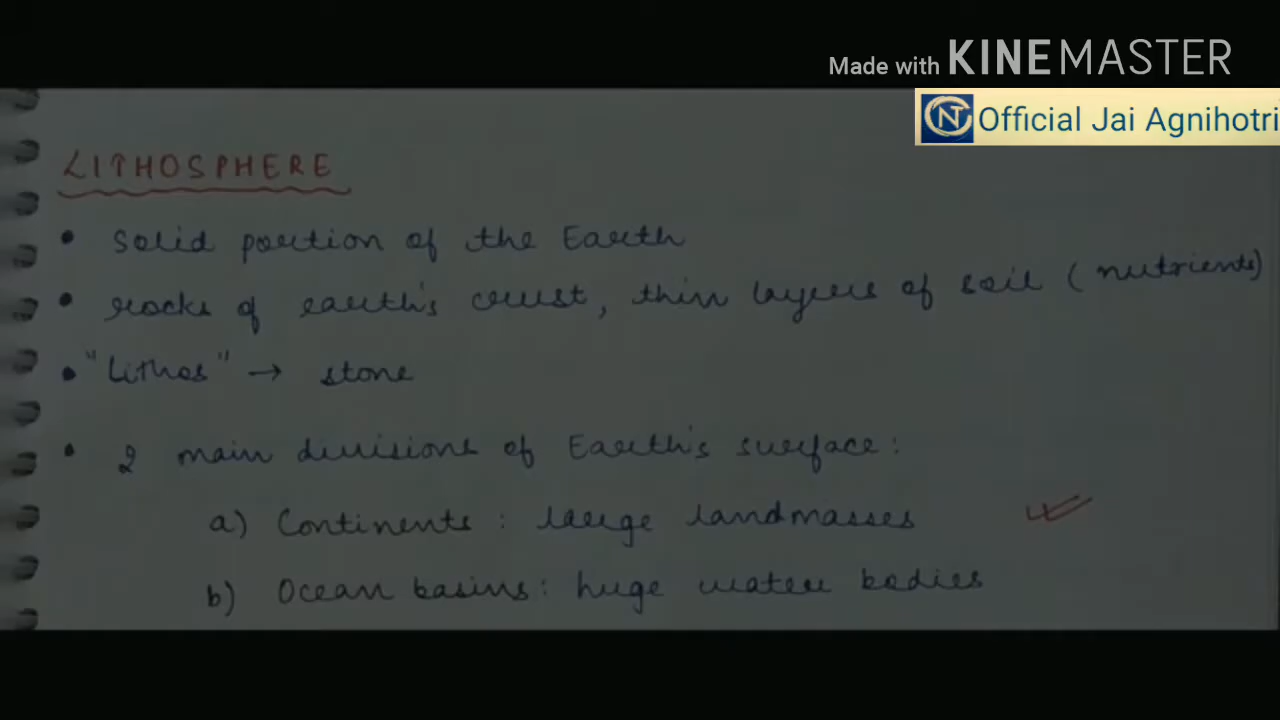 Made with KINEMASTER
Official Jai Agnihotri
LITHOSPHERE
• Solid portion of the Earth
• rocks of earth's crust, thin layers of soil (nutrients)
• "Lithos" → stone
• 2 main divisions of Earth's surface:
a) Continents : large landmasses
b) Ocean basins: huge water bodies